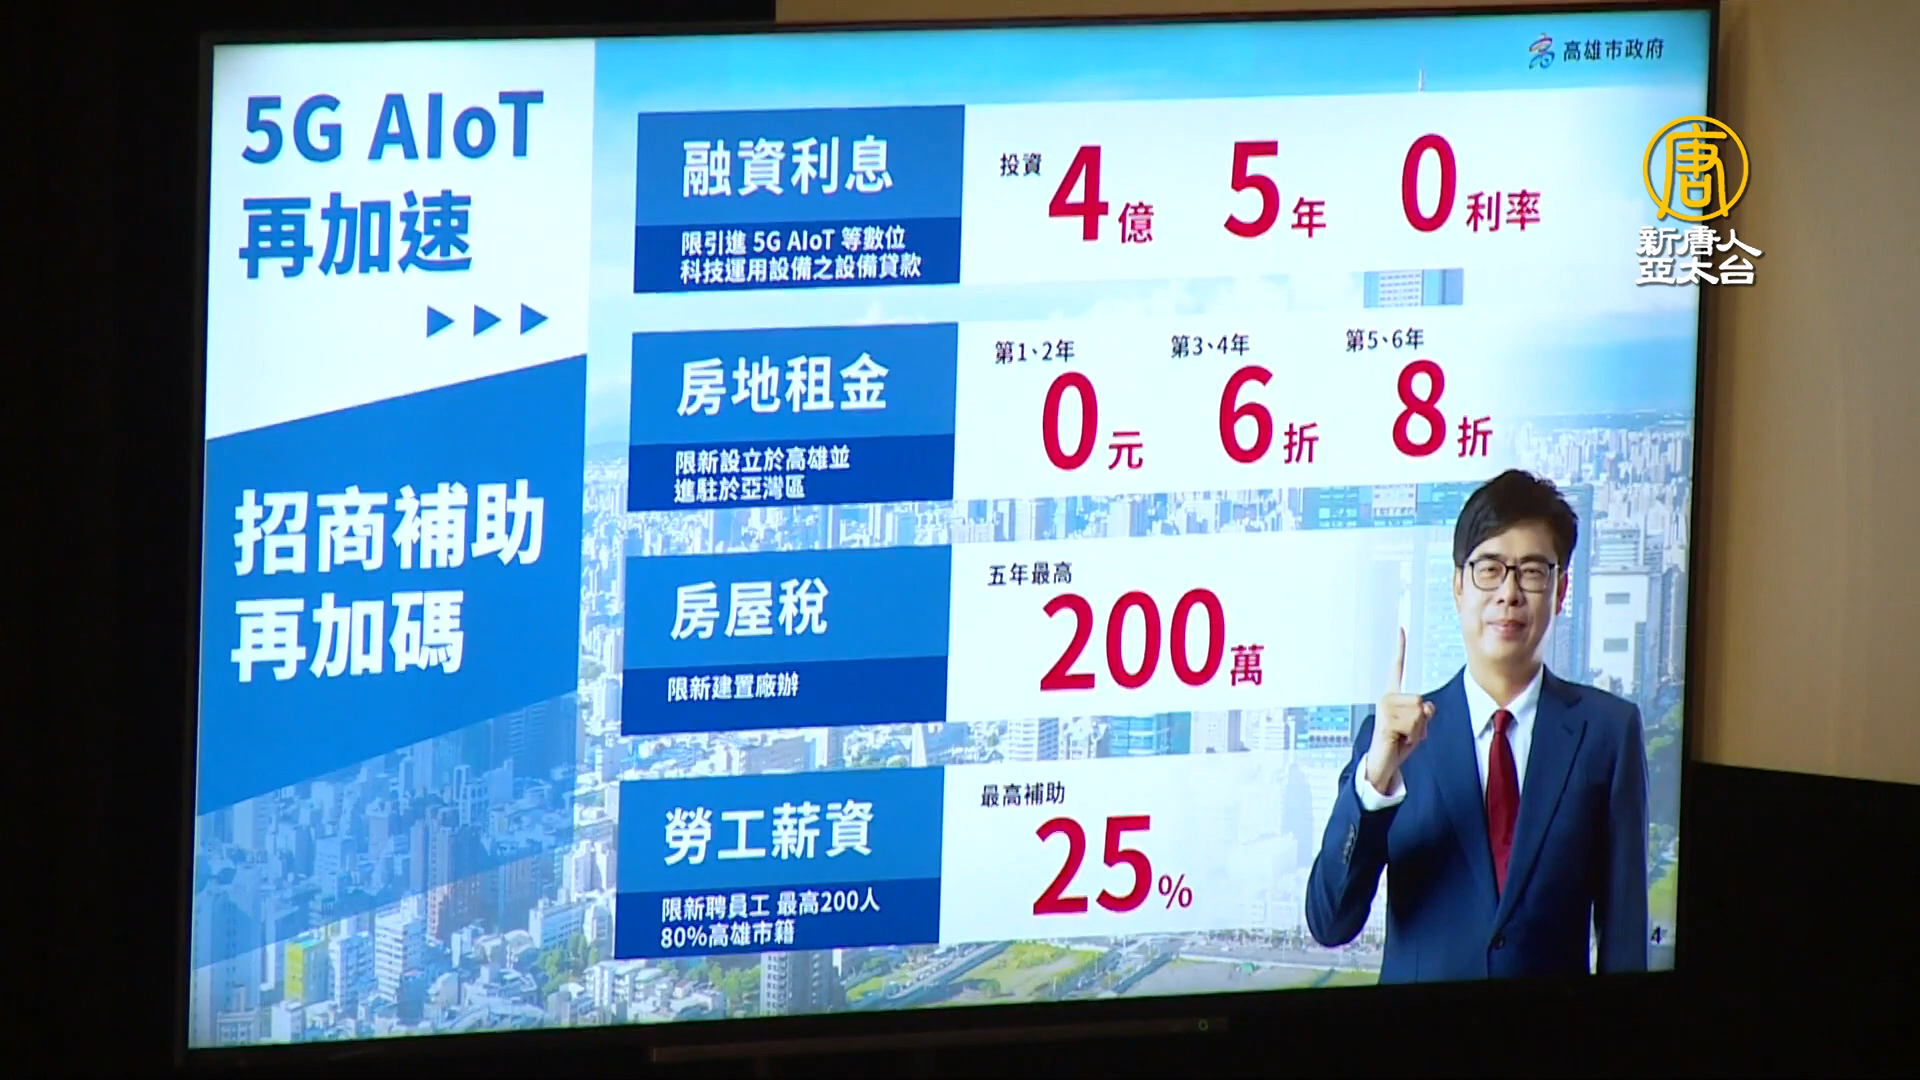 高雄市政府
唐
新唐人
亞太台
5G AIoT
再加速
招商補助
再加碼
融資利息
限引進 5G AIoT 等數位
科技運用設備之設備貸款
投資 4億 5年 0利率
房地租金
限新設立於高雄並
進駐於亞灣區
第1、2年 第3、4年 第5、6年
0元 6折 8折
房屋稅
限新建置廠辦
五年最高
200萬
勞工薪資
限新聘員工 最高200人
80%高雄市籍
最高補助
25%
4